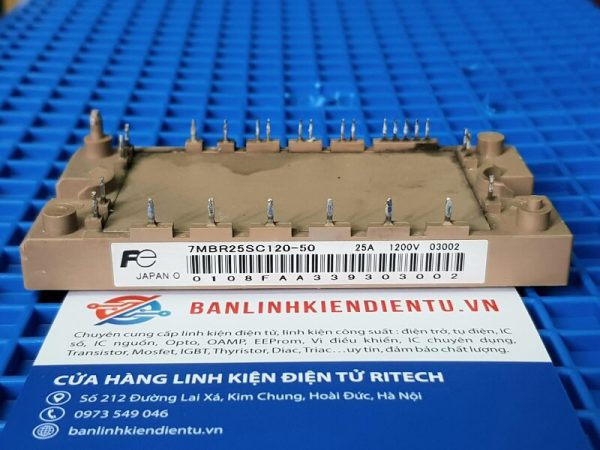 Fe
JAPAN O
7MBR25SC120-50 25A 1200V 03002
0108FAA339303002
BANLINHKIENDIENTU.VN
Chuyên cung cấp linh kiện điện tử, linh kiện công suất : điện trở, tụ điện, IC
số, IC nguồn, Opto, OAMP, EEProm, Vi điều khiển, IC chuyên dụng,
Transistor, Mosfet, IGBT, Thyristor, Diac, Triac...uy tín, đảm bảo chất lượng.
CỬA HÀNG LINH KIỆN ĐIỆN TỬ RITECH
Số 212 Đường Lai Xá, Kim Chung, Hoài Đức, Hà Nội
0973 549 046
banlinhkiendientu.vn